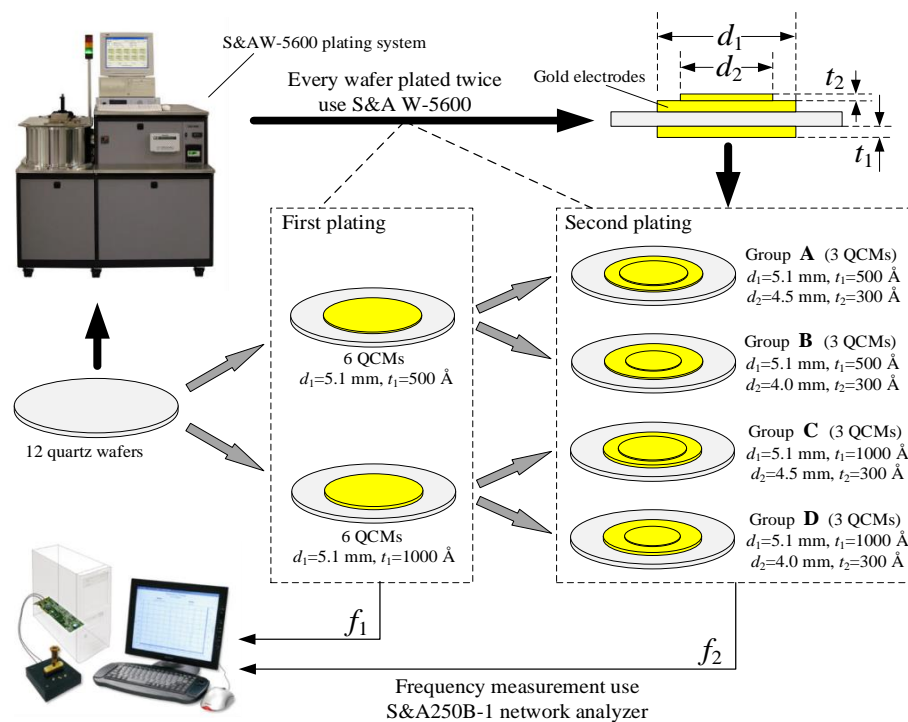 S&AW-5600 plating system
Every wafer plated twice
use S&A W-5600
d1
d2
Gold electrodes
t2
t1
First plating
Second plating
6 QCMs
d1=5.1 mm, t1=500 Å
Group A (3 QCMs)
d1=5.1 mm, t1=500 Å
d2=4.5 mm, t2=300 Å
Group B (3 QCMs)
d1=5.1 mm, t1=500 Å
d2=4.0 mm, t2=300 Å
12 quartz wafers
6 QCMs
d1=5.1 mm, t1=1000 Å
Group C (3 QCMs)
d1=5.1 mm, t1=1000 Å
d2=4.5 mm, t2=300 Å
Group D (3 QCMs)
d1=5.1 mm, t1=1000 Å
d2=4.0 mm, t2=300 Å
f1
f2
Frequency measurement use
S&A250B-1 network analyzer